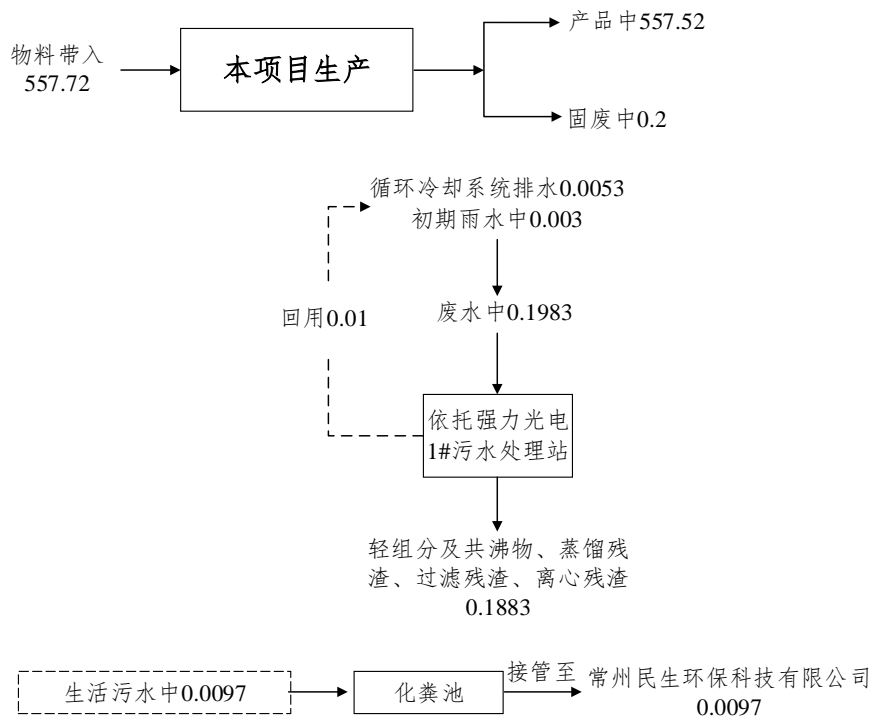 物料带入
557.72
本项目生产
产品中557.52
固废中0.2
循环冷却系统排水0.0053
初期雨水中0.003
回用0.01
废水中0.1983
依托强力光电
1#污水处理站
轻组分及共沸物、蒸馏残
渣、过滤残渣、离心残渣
0.1883
生活污水中0.0097
化粪池
接管至
常州民生环保科技有限公司
0.0097